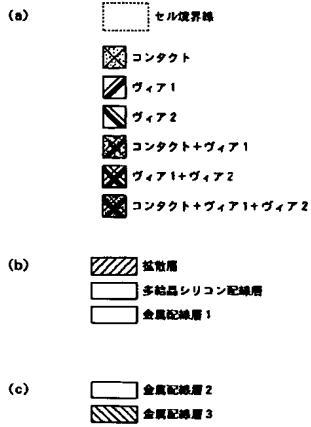 (a)
セル境界線
コンタクト
ヴィア1
ヴィア2
コンタクト+ヴィア1
ヴィア1+ヴィア2
コンタクト+ヴィア1+ヴィア2
(b)
拡散層
多結晶シリコン配線層
金属配線層1
(c)
金属配線層2
金属配線層3